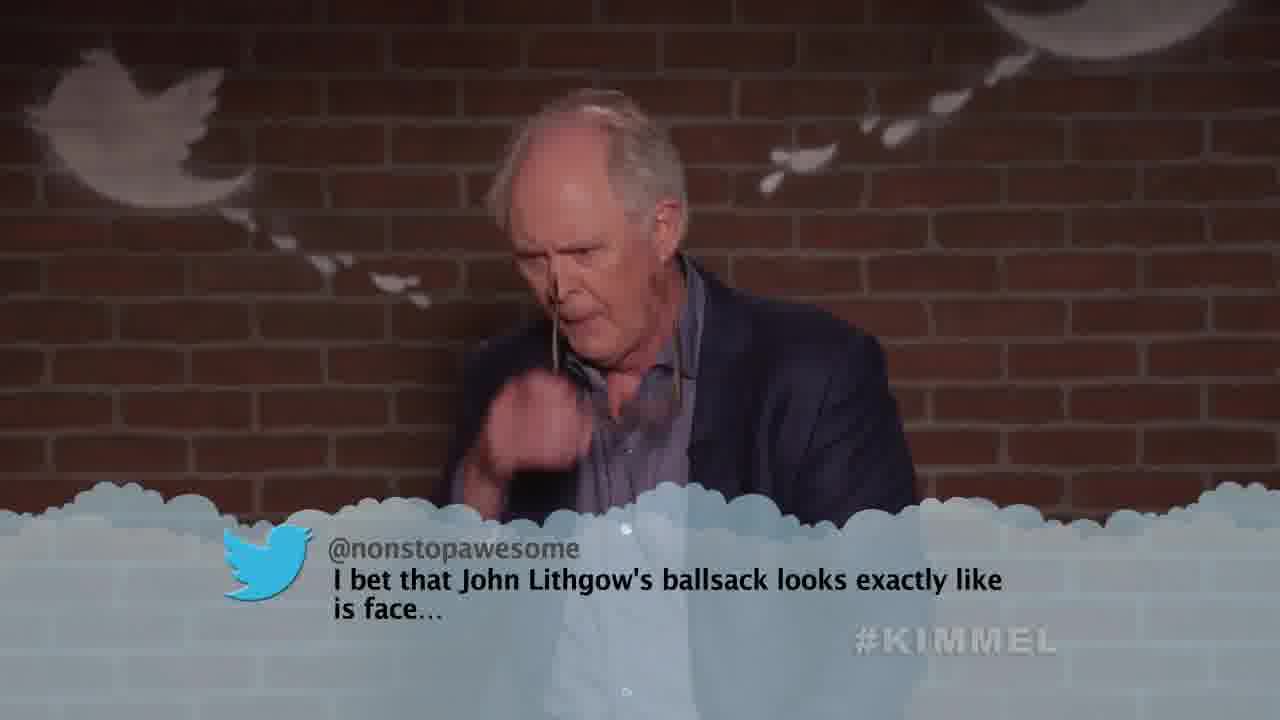 @nonstopawesome
I bet that John Lithgow's ballsack looks exactly like
is face...
#KIMMEL